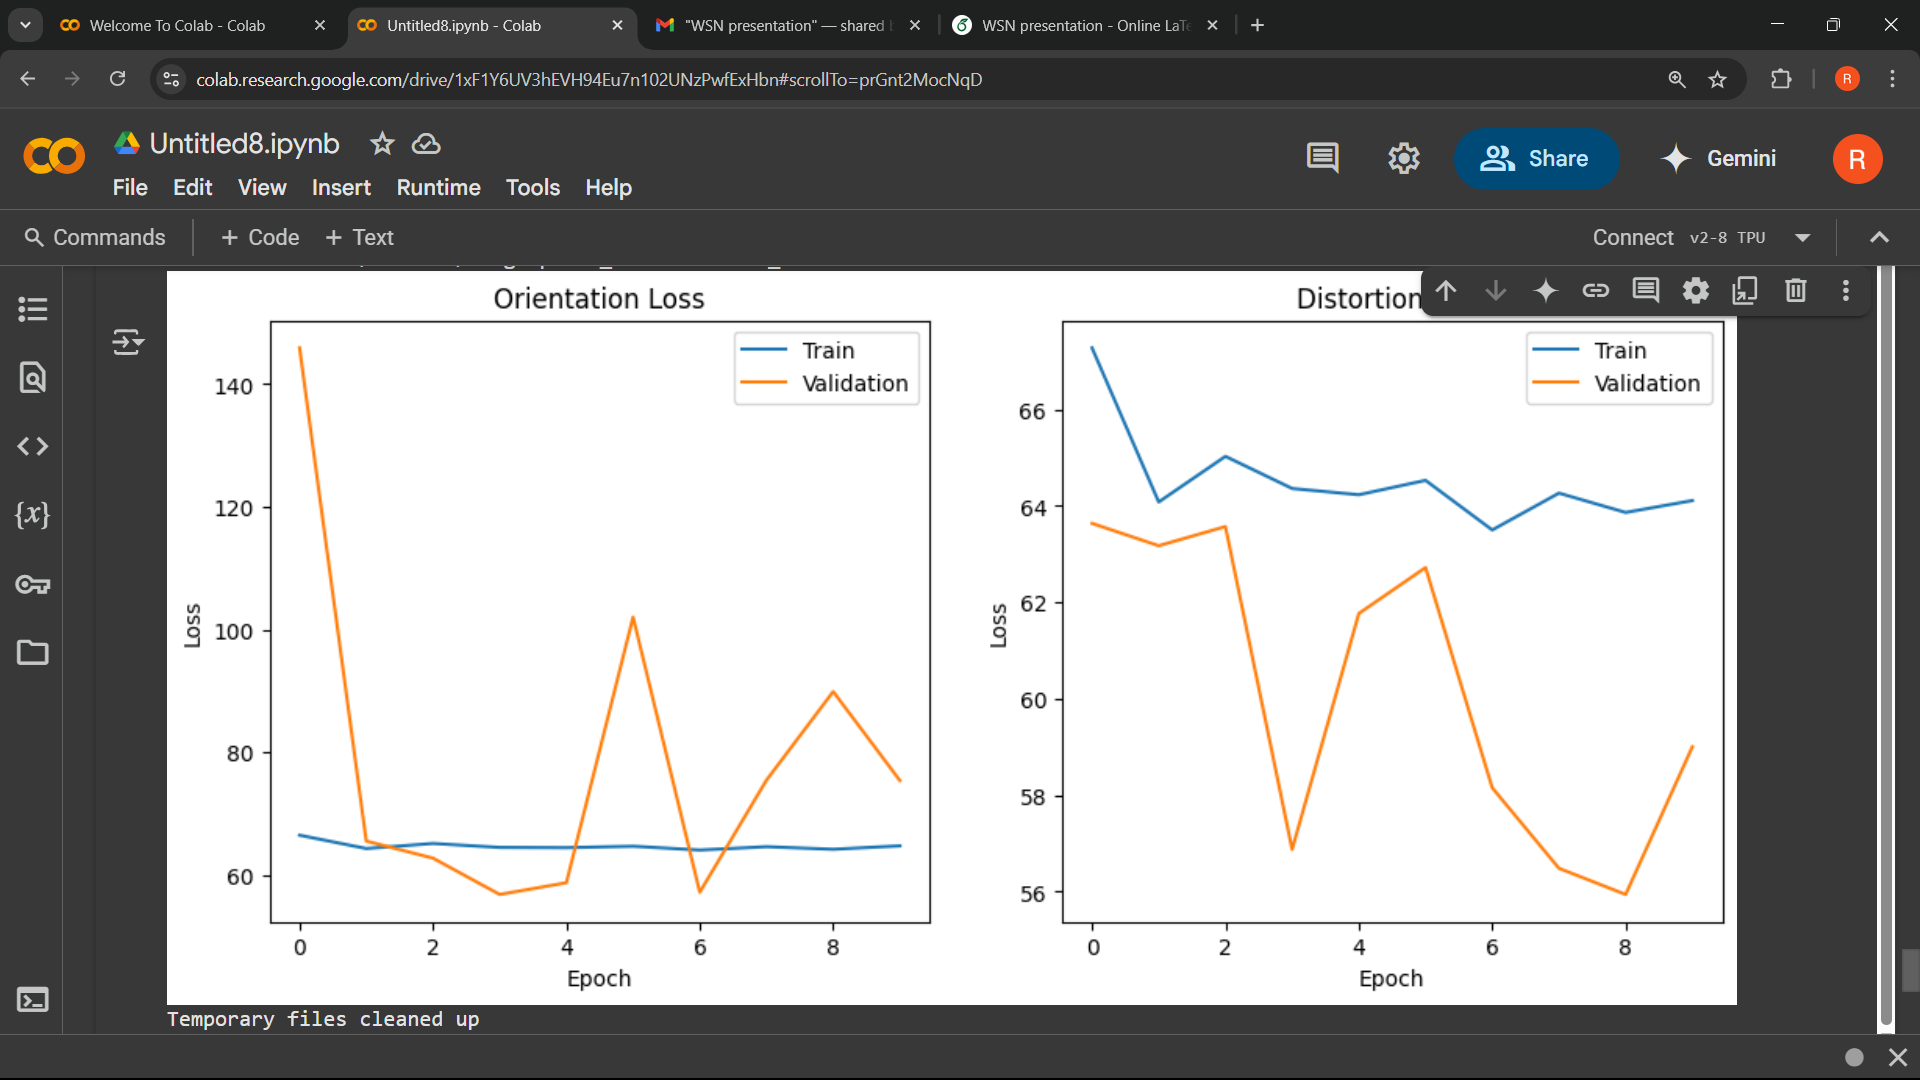 Welcome To Colab - Colab
Untitled8.ipynb - Colab
"WSN presentation" — shared
WSN presentation - Online LaTe
colab.research.google.com/drive/1xF1Y6UV3hEVH94Eu7n102UNzPwfExHbn#scrollTo=prGnt2MocNqD
R
Untitled8.ipynb
File Edit View Insert Runtime Tools Help
Share
Gemini
R
Commands
+ Code + Text
Connect v2-8 TPU
{x}
Orientation Loss
Train
Validation
140
120
100
80
60
Loss
0 2 4 6 8
Epoch
Distortion
Train
Validation
66
64
62
60
58
56
Loss
0 2 4 6 8
Epoch
Temporary files cleaned up